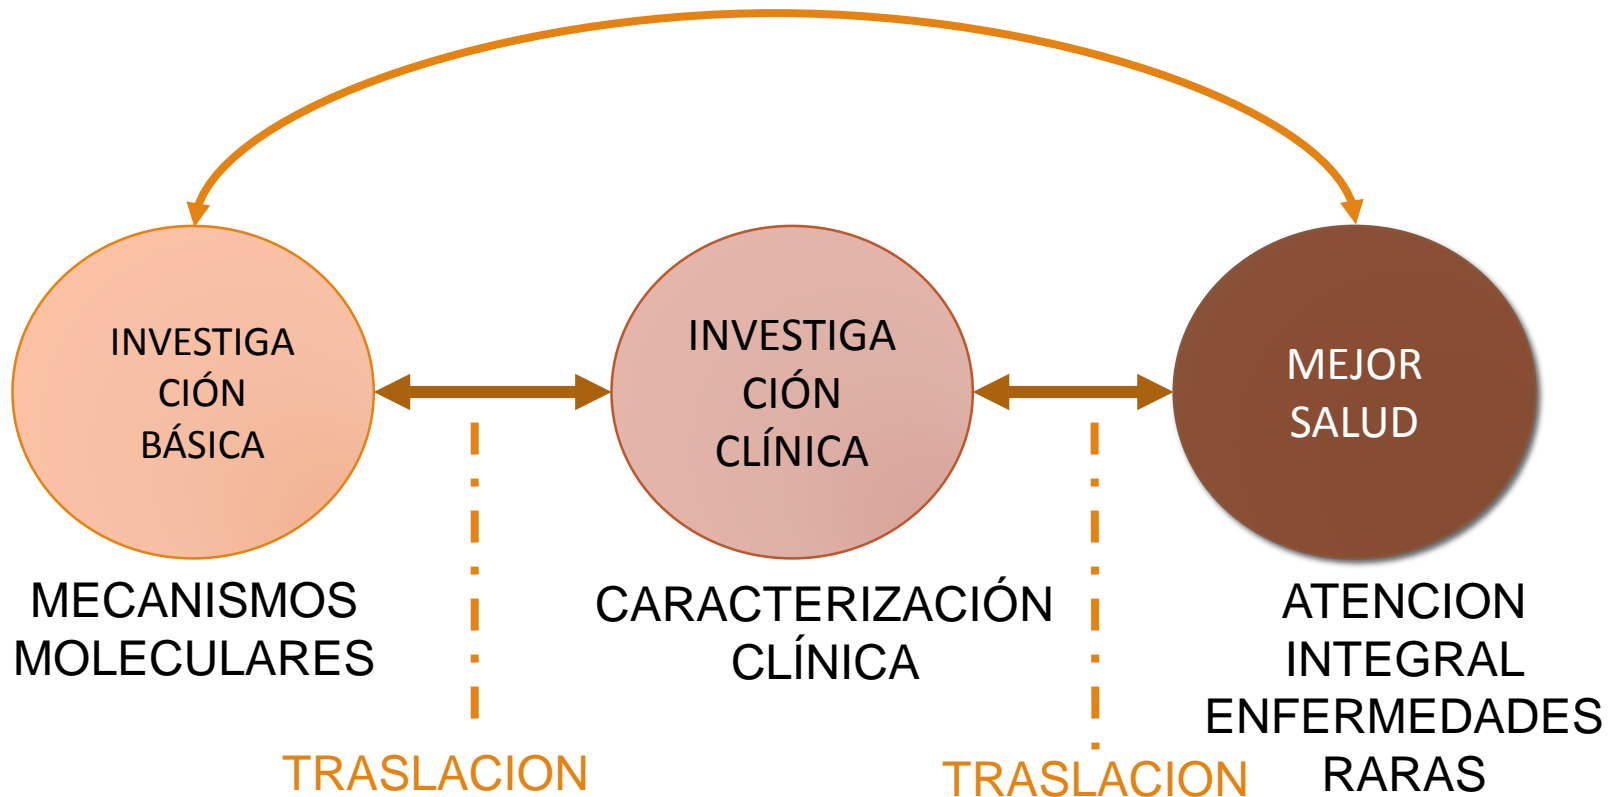 INVESTIGA
CIÓN
BÁSICA
INVESTIGA
CIÓN
CLÍNICA
MEJOR
SALUD
MECANISMOS
MOLECULARES
CARACTERIZACIÓN
CLÍNICA
ATENCION
INTEGRAL
ENFERMEDADES
RARAS
TRASLACION
TRASLACION